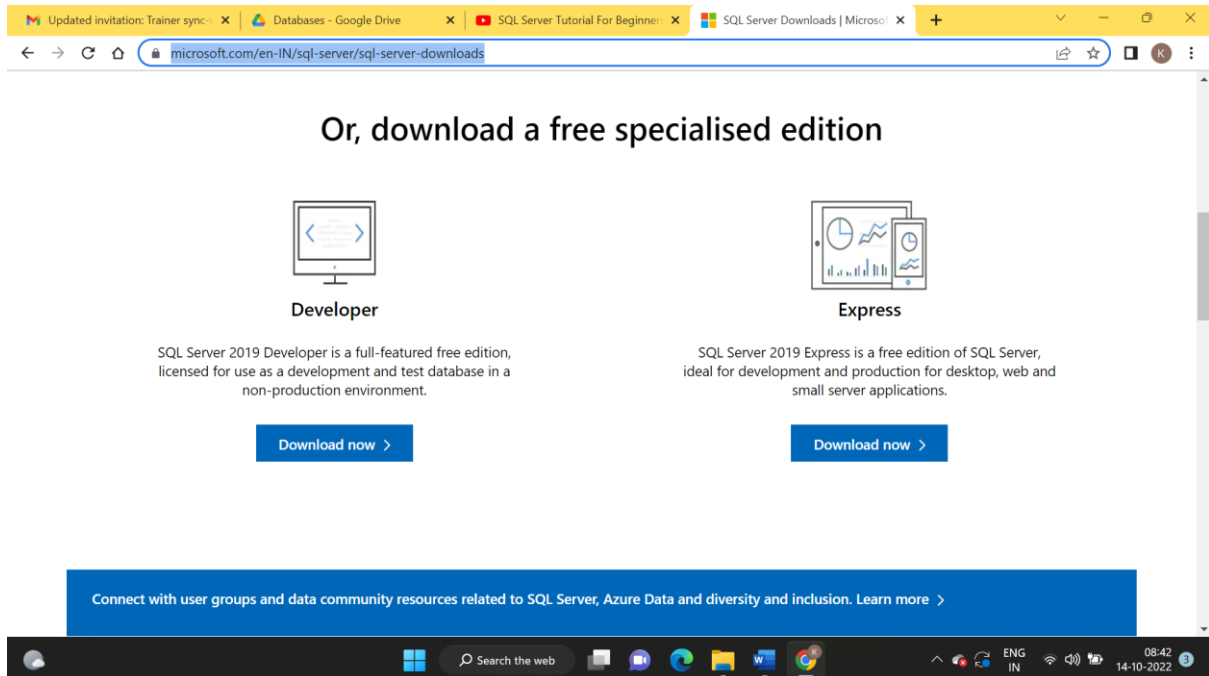 Updated invitation: Trainer sync-
Databases - Google Drive
SQL Server Tutorial For Beginners
SQL Server Downloads | Microsof
microsoft.com/en-IN/sql-server/sql-server-downloads
K
Or, download a free specialised edition
Developer
SQL Server 2019 Developer is a full-featured free edition,
licensed for use as a development and test database in a
non-production environment.
Download now
Express
SQL Server 2019 Express is a free edition of SQL Server,
ideal for development and production for desktop, web and
small server applications.
Download now
Connect with user groups and data community resources related to SQL Server, Azure Data and diversity and inclusion. Learn more
Search the web
ENG
IN
08:42
14-10-2022
3